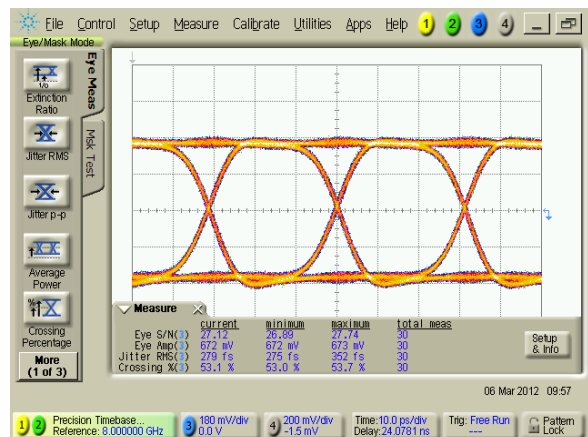 File Control Setup Measure Calibrate Utilities Apps Help 1 2 3 4
Eye/Mask Mode
Eye Meas
Msk Test
1/0
Extinction
Ratio
Jitter RMS
Jitter p-p
Average
Power
%
Crossing
Percentage
More
(1 of 3)
Measure
current minimum maximum total meas
Eye S/N(3) 27.12 26.89 27.74 30
Eye Amp(3) 672 mV 672 mV 673 mV 30
Jitter RMS(3) 279 fs 275 fs 352 fs 30
Crossing %(3) 53.1 % 53.0 % 53.7 % 30
Setup
& Info
06 Mar 2012 09:57
1 2 Precision Timebase...
Reference: 8.000000 GHz
3 180 mV/div
0.0 V
4 200 mV/div
-1.5 mV
Time:10.0 ps/div
Delay:24.0781 ns
Trig: Free Run
---
Pattern
Lock